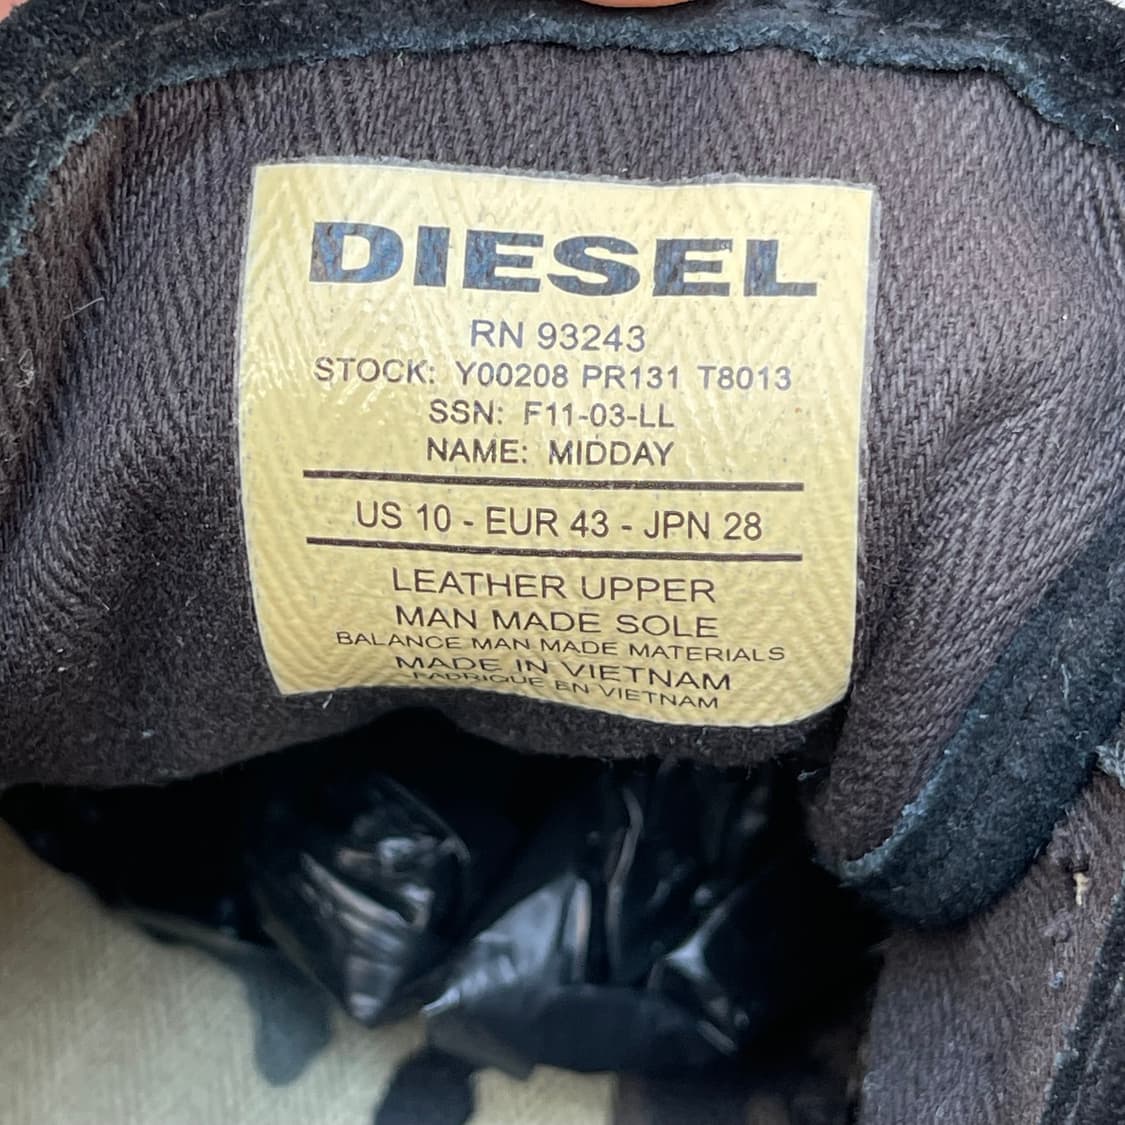 DIESEL
RN 93243
STOCK: Y00208 PR131 T8013
SSN: F11-03-LL
NAME: MIDDAY
US 10 - EUR 43 - JPN 28
LEATHER UPPER
MAN MADE SOLE
BALANCE MAN MADE MATERIALS
MADE IN VIETNAM
FABRIQUE EN VIETNAM